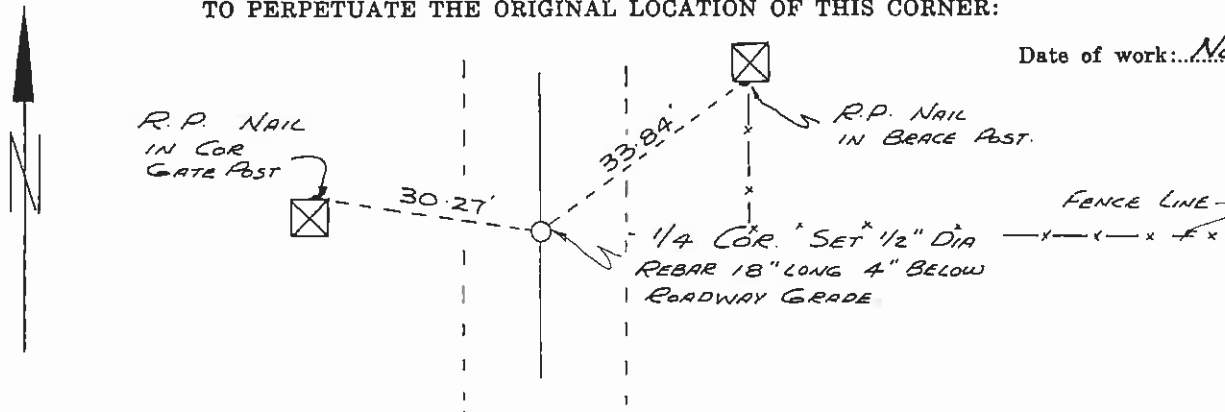 TO PERPETUATE THE ORIGINAL LOCATION OF THIS CORNER:
Date of work:
N
R.P. NAIL
IN COR
GATE POST
30.27'
33.84'
R.P. NAIL
IN BRACE POST.
FENCE LINE
1/4 COR. SET 1/2" DIA
REBAR 18" LONG 4" BELOW
ROADWAY GRADE